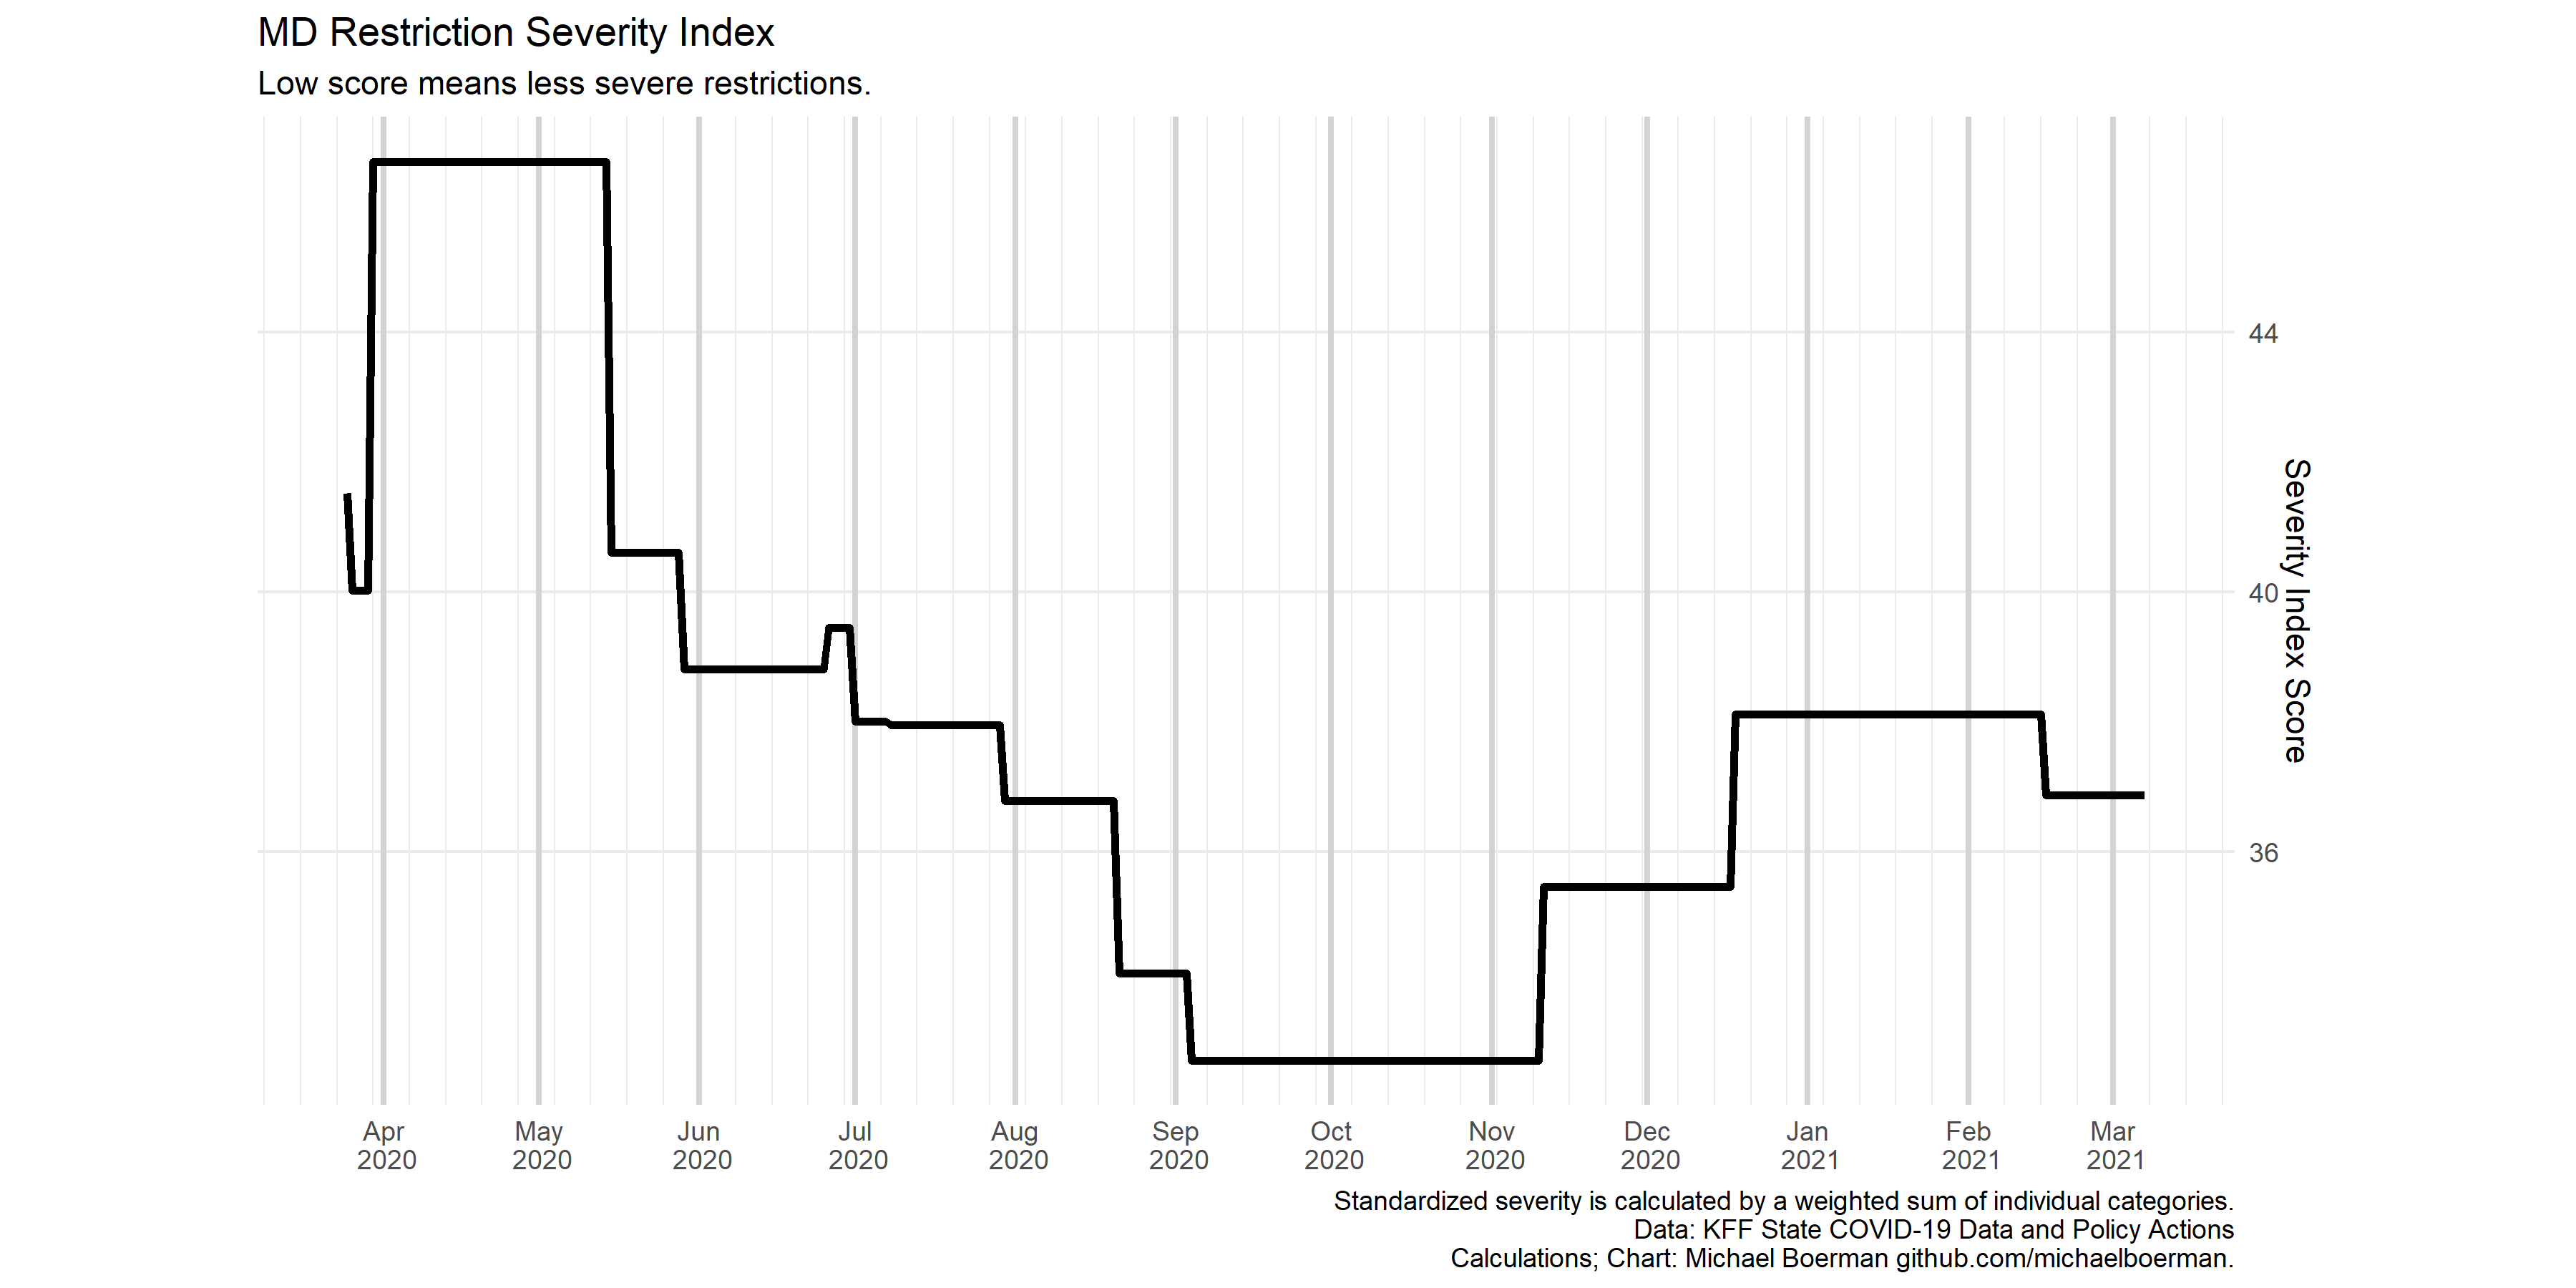 MD Restriction Severity Index
Low score means less severe restrictions.
44
40
36
Severity Index Score
Apr 2020
May 2020
Jun 2020
Jul 2020
Aug 2020
Sep 2020
Oct 2020
Nov 2020
Dec 2020
Jan 2021
Feb 2021
Mar 2021
Standardized severity is calculated by a weighted sum of individual categories.
Data: KFF State COVID-19 Data and Policy Actions
Calculations; Chart: Michael Boerman github.com/michaelboerman.